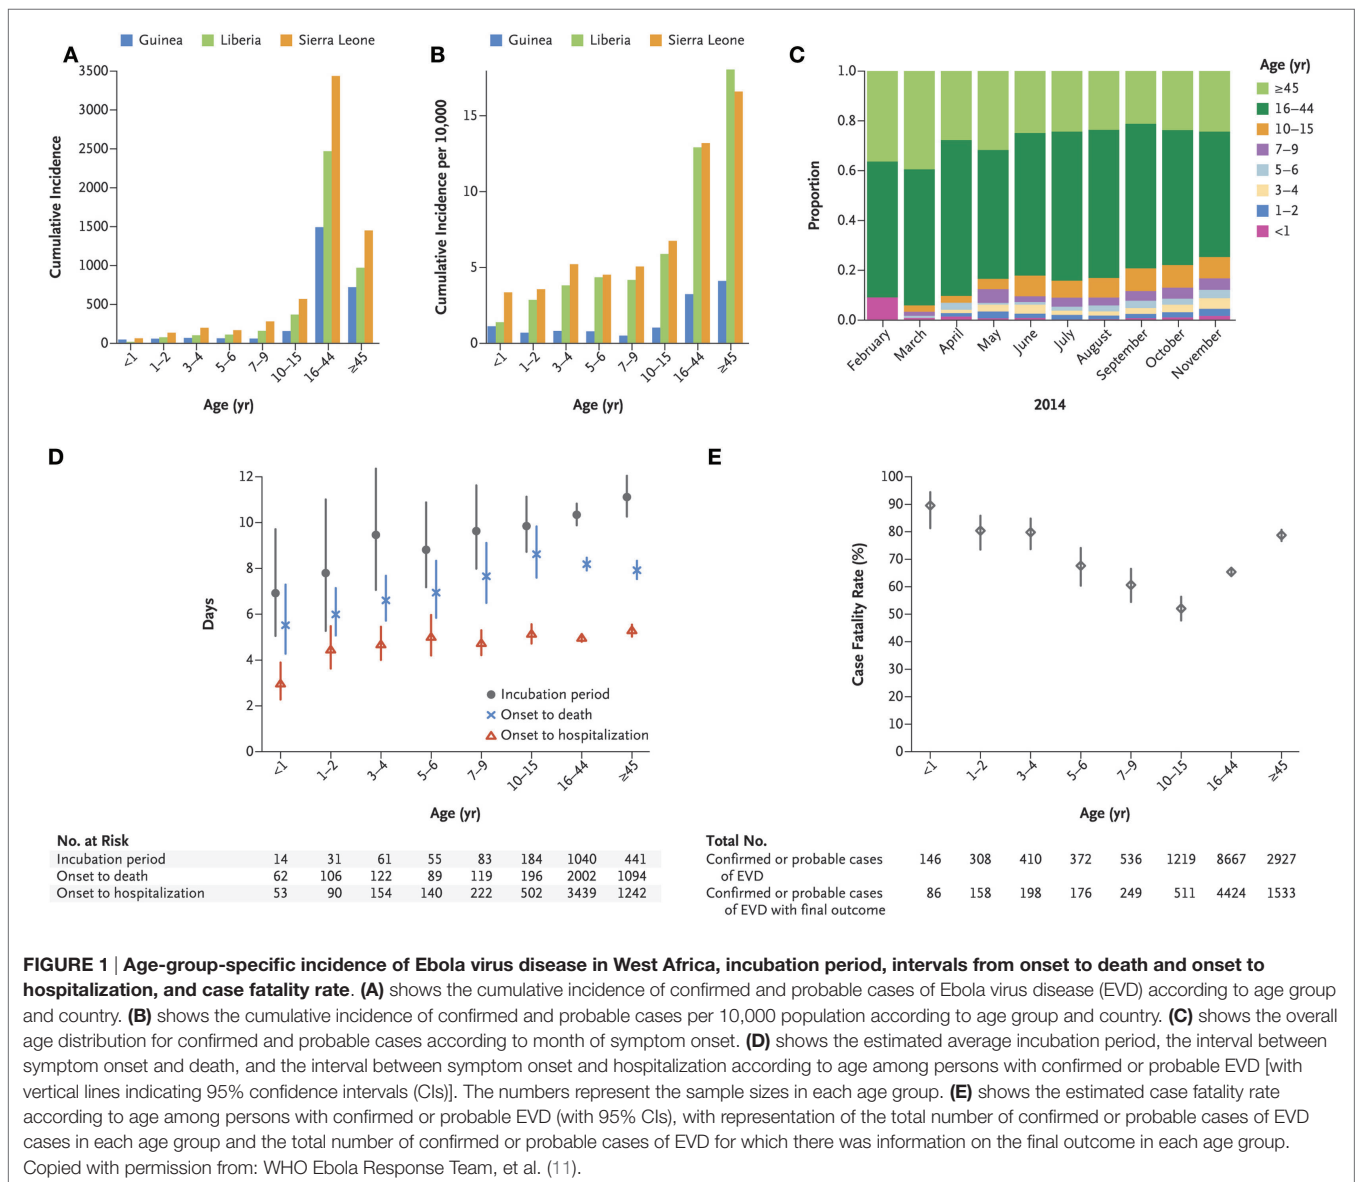 A
Guinea Liberia Sierra Leone
3500
3000
2500
2000
1500
1000
500
0
Cumulative Incidence
<1 1–2 3–4 5–6 7–9 10–15 16–44 ≥45
Age (yr)
B
Guinea Liberia Sierra Leone
15
10
5
0
Cumulative Incidence per 10,000
<1 1–2 3–4 5–6 7–9 10–15 16–44 ≥45
Age (yr)
C
1.0
0.8
0.6
0.4
0.2
0.0
Proportion
February March April May June July August September October November
2014
Age (yr)
≥45
16–44
10–15
7–9
5–6
3–4
1–2
<1
D
12
10
8
6
4
2
0
Days
Incubation period
Onset to death
Onset to hospitalization
<1 1–2 3–4 5–6 7–9 10–15 16–44 ≥45
Age (yr)
No. at Risk
Incubation period 14 31 61 55 83 184 1040 441
Onset to death 62 106 122 89 119 196 2002 1094
Onset to hospitalization 53 90 154 140 222 502 3439 1242
E
100
90
80
70
60
50
40
30
20
10
0
Case Fatality Rate (%)
<1 1–2 3–4 5–6 7–9 10–15 16–44 ≥45
Age (yr)
Total No.
Confirmed or probable cases 146 308 410 372 536 1219 8667 2927
of EVD
Confirmed or probable cases 86 158 198 176 249 511 4424 1533
of EVD with final outcome
FIGURE 1 | Age-group-specific incidence of Ebola virus disease in West Africa, incubation period, intervals from onset to death and onset to
hospitalization, and case fatality rate. (A) shows the cumulative incidence of confirmed and probable cases of Ebola virus disease (EVD) according to age group
and country. (B) shows the cumulative incidence of confirmed and probable cases per 10,000 population according to age group and country. (C) shows the overall
age distribution for confirmed and probable cases according to month of symptom onset. (D) shows the estimated average incubation period, the interval between
symptom onset and death, and the interval between symptom onset and hospitalization according to age among persons with confirmed or probable EVD [with
vertical lines indicating 95% confidence intervals (CIs)]. The numbers represent the sample sizes in each age group. (E) shows the estimated case fatality rate
according to age among persons with confirmed or probable EVD (with 95% CIs), with representation of the total number of confirmed or probable cases of EVD
cases in each age group and the total number of confirmed or probable cases of EVD for which there was information on the final outcome in each age group.
Copied with permission from: WHO Ebola Response Team, et al. (11).